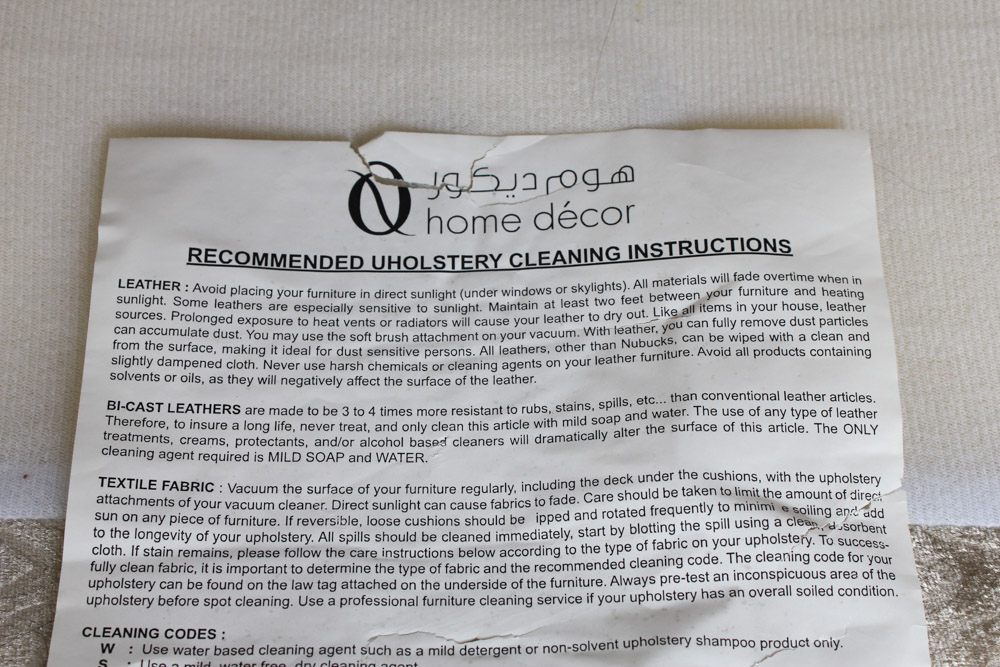 هوم ديكور
home décor
RECOMMENDED UHOLSTERY CLEANING INSTRUCTIONS
LEATHER : Avoid placing your furniture in direct sunlight (under windows or skylights). All materials will fade overtime when in
sunlight. Some leathers are especially sensitive to sunlight. Maintain at least two feet between your furniture and heating
sources. Prolonged exposure to heat vents or radiators will cause your leather to dry out. Like all items in your house, leather
can accumulate dust. You may use the soft brush attachment on your vacuum. With leather, you can fully remove dust particles
from the surface, making it ideal for dust sensitive persons. All leathers, other than Nubucks, can be wiped with a clean and
slightly dampened cloth. Never use harsh chemicals or cleaning agents on your leather furniture. Avoid all products containing
solvents or oils, as they will negatively affect the surface of the leather.
BI-CAST LEATHERS are made to be 3 to 4 times more resistant to rubs, stains, spills, etc... than conventional leather articles.
Therefore, to insure a long life, never treat, and only clean this article with mild soap and water. The use of any type of leather
treatments, creams, protectants, and/or alcohol based cleaners will dramatically alter the surface of this article. The ONLY
cleaning agent required is MILD SOAP and WATER.
TEXTILE FABRIC : Vacuum the surface of your furniture regularly, including the deck under the cushions, with the upholstery
attachments of your vacuum cleaner. Direct sunlight can cause fabrics to fade. Care should be taken to limit the amount of direct
sun on any piece of furniture. If reversible, loose cushions should be ipped and rotated frequently to minimi e soiling and add
to the longevity of your upholstery. All spills should be cleaned immediately, start by blotting the spill using a clean, absorbent
cloth. If stain remains, please follow the care instructions below according to the type of fabric on your upholstery. To success-
fully clean fabric, it is important to determine the type of fabric and the recommended cleaning code. The cleaning code for your
upholstery can be found on the law tag attached on the underside of the furniture. Always pre-test an inconspicuous area of the
upholstery before spot cleaning. Use a professional furniture cleaning service if your upholstery has an overall soiled condition.
CLEANING CODES :
W : Use water based cleaning agent such as a mild detergent or non-solvent upholstery shampoo product only.
S : Use a mild, water free, dry cleaning agent